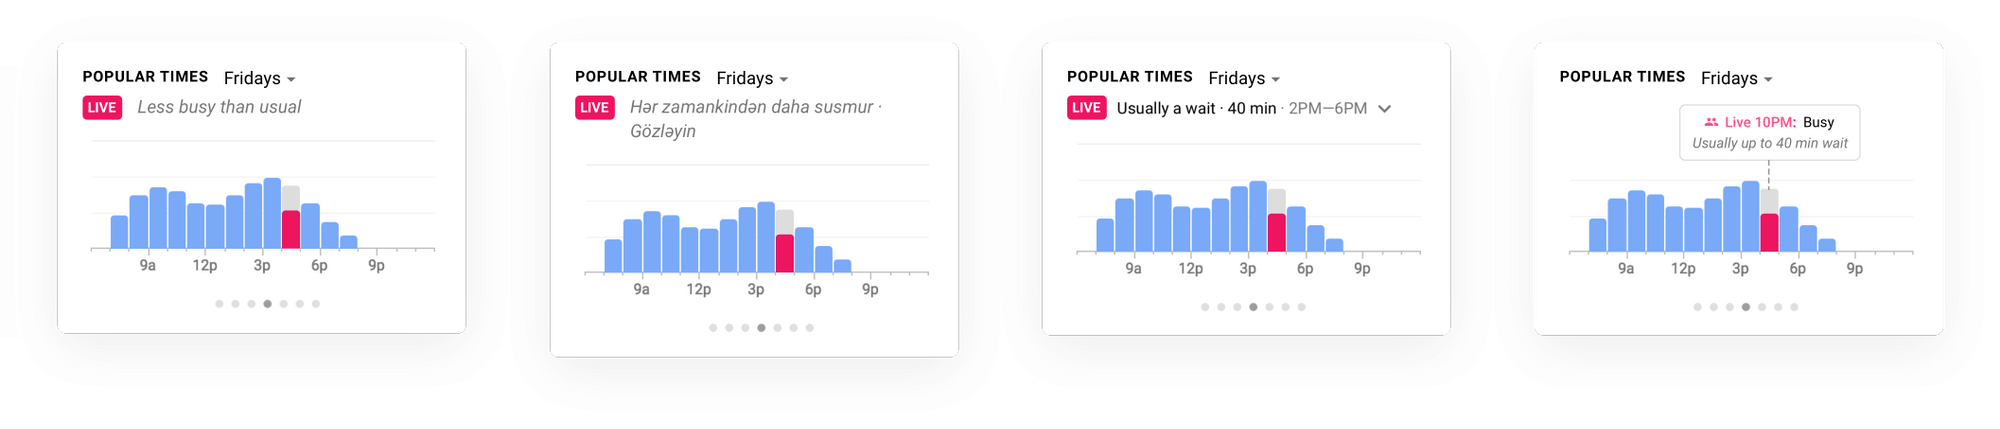 POPULAR TIMES Fridays
LIVE Less busy than usual
9a 12p 3p 6p 9p
POPULAR TIMES Fridays
LIVE Hər zamankindən daha susmur ·
Gözləyin
9a 12p 3p 6p 9p
POPULAR TIMES Fridays
LIVE Usually a wait · 40 min · 2PM—6PM
9a 12p 3p 6p 9p
POPULAR TIMES Fridays
Live 10PM: Busy
Usually up to 40 min wait
9a 12p 3p 6p 9p